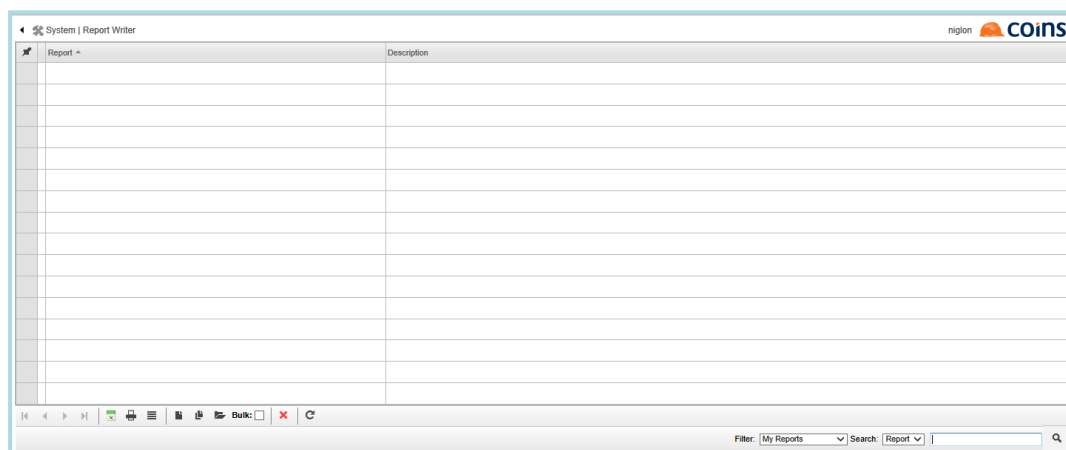 System | Report Writer
niglon coins
Report
Description
Bulk:
Filter: My Reports Search: Report